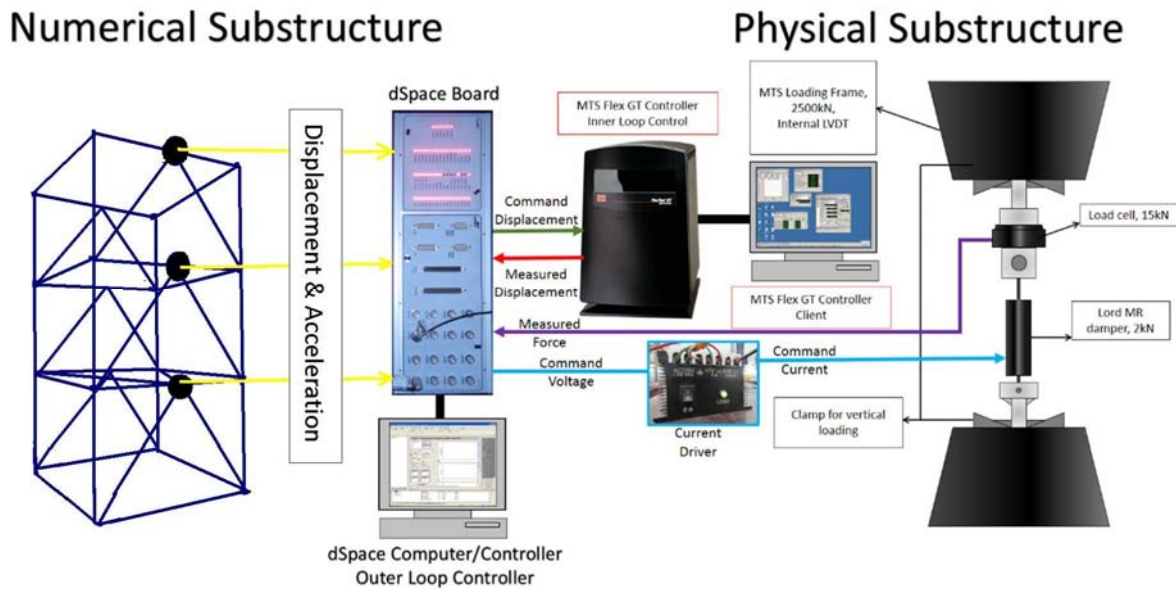 Numerical Substructure
Physical Substructure
dSpace Board
Displacement & Acceleration
MTS Flex GT Controller
Inner Loop Control
MTS Loading Frame,
2500kN,
Internal LVDT
Command
Displacement
Measured
Displacement
Load cell, 15kN
MTS Flex GT Controller
Client
Measured
Force
Lord MR
damper, 2kN
Command
Voltage
Command
Current
Current
Driver
Clamp for vertical
loading
dSpace Computer/Controller
Outer Loop Controller